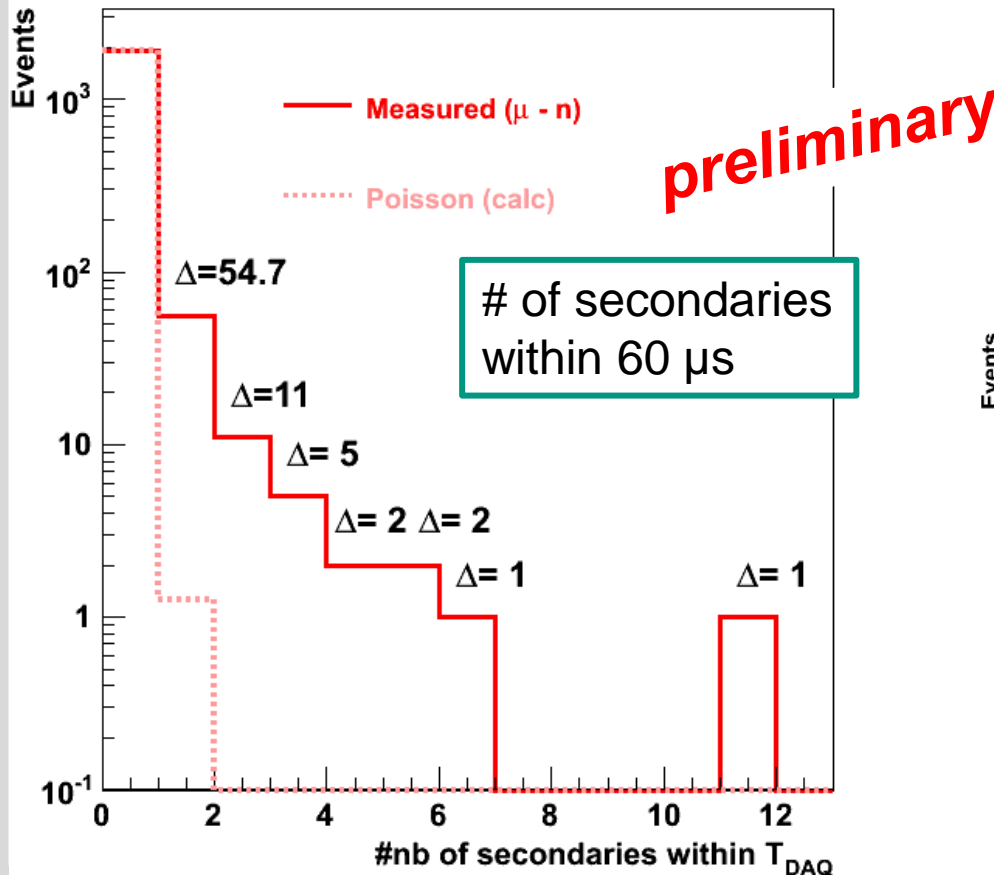 Events
10³
10²
10
1
10⁻¹
Measured (μ - n)
Poisson (calc)
preliminary
# of secondaries
within 60 µs
Δ=54.7
Δ=11
Δ= 5
Δ= 2 Δ= 2
Δ= 1
Δ= 1
0 2 4 6 8 10 12
#nb of secondaries within T_DAQ
Events